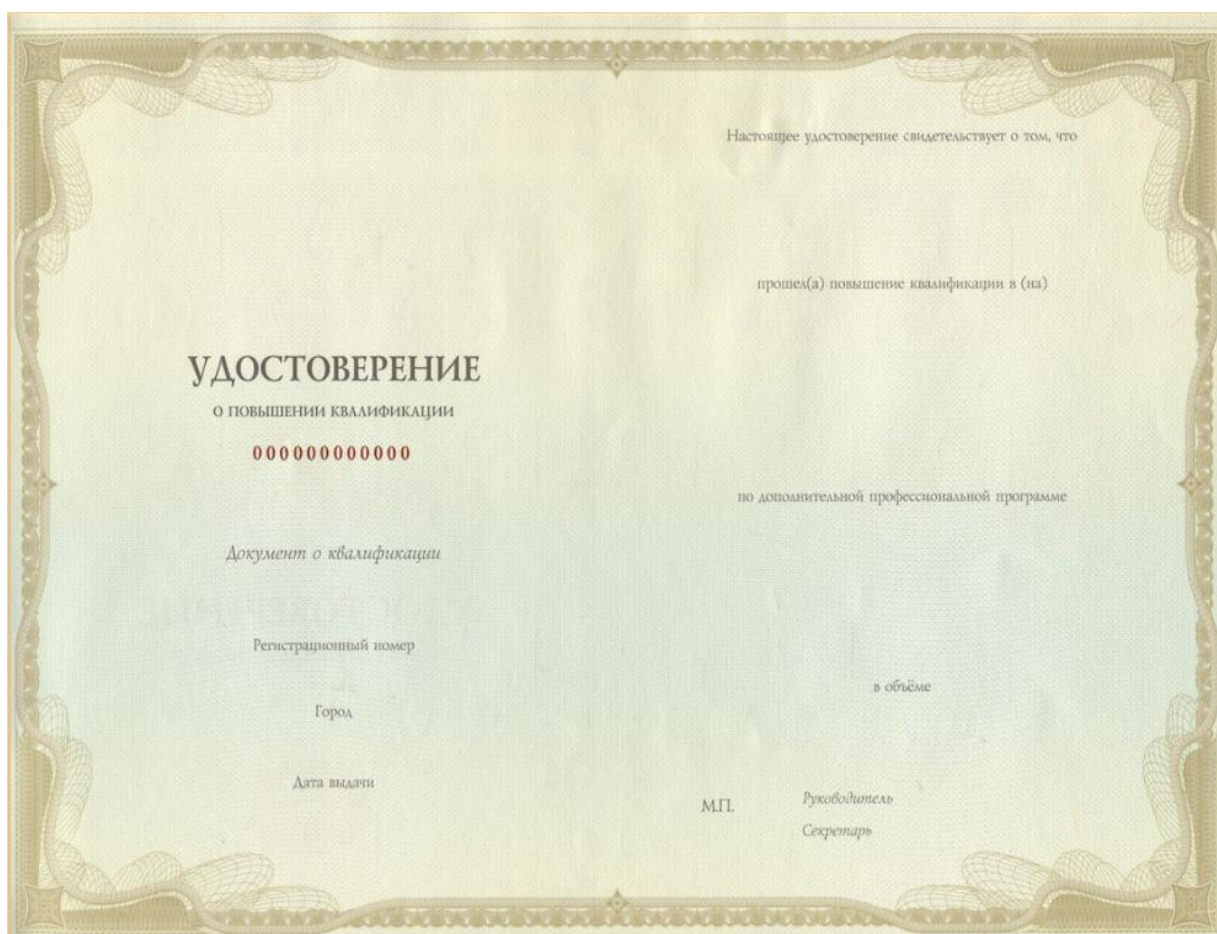 УДОСТОВЕРЕНИЕ
О ПОВЫШЕНИИ КВАЛИФИКАЦИИ
000000000000
Документ о квалификации
Регистрационный номер
Город
Дата выдачи
Настоящее удостоверение свидетельствует о том, что
прошел(а) повышение квалификации в (на)
по дополнительной профессиональной программе
в объёме
М.П.
Руководитель
Секретарь